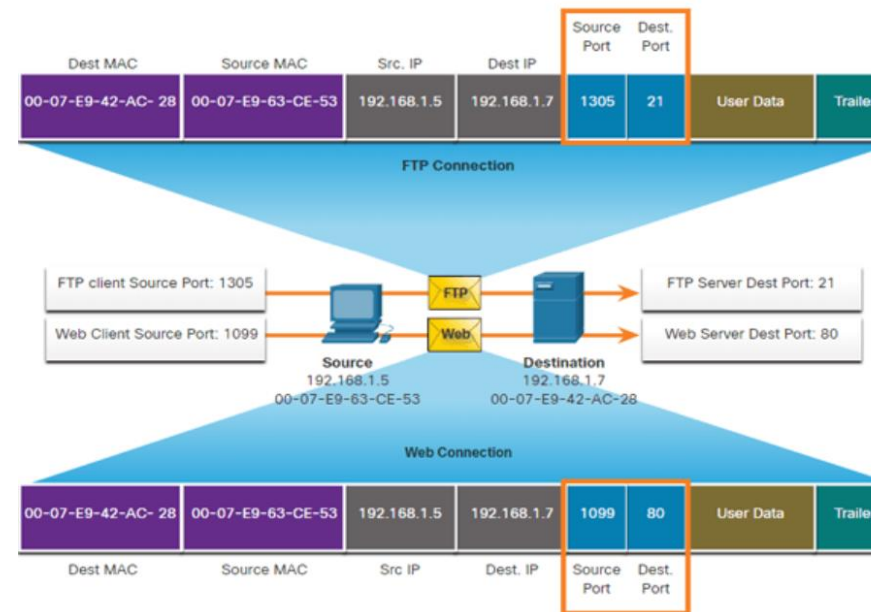 Source Dest.
Port Port
Dest MAC Source MAC Src. IP Dest IP
00-07-E9-42-AC- 28 00-07-E9-63-CE-53 192.168.1.5 192.168.1.7 1305 21 User Data Traile
FTP Connection
FTP client Source Port: 1305 FTP FTP Server Dest Port: 21
Web Client Source Port: 1099 Web Web Server Dest Port: 80
Source Destination
192.168.1.5 192.168.1.7
00-07-E9-63-CE-53 00-07-E9-42-AC-28
Web Connection
00-07-E9-42-AC- 28 00-07-E9-63-CE-53 192.168.1.5 192.168.1.7 1099 80 User Data Traile
Dest MAC Source MAC Src IP Dest. IP Source Dest.
Port Port